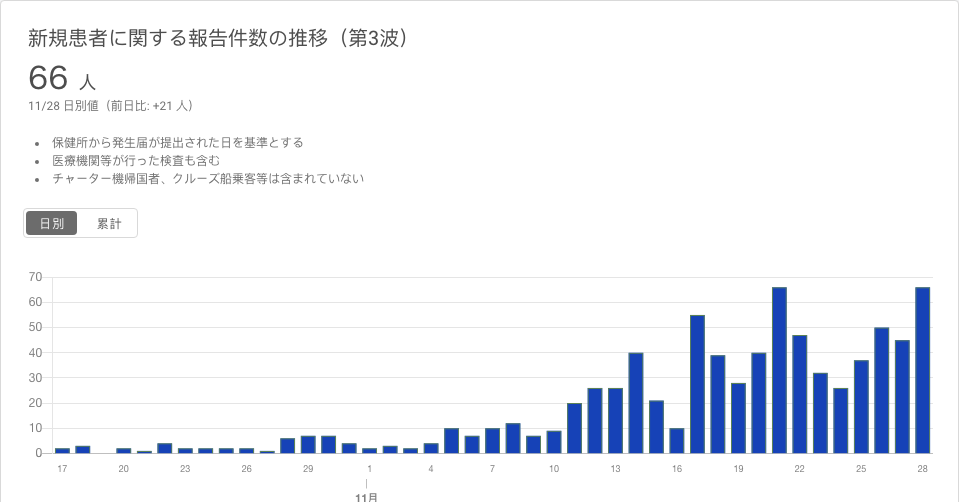 新規患者に関する報告件数の推移（第3波）
66 人
11/28 日別値（前日比: +21 人）
保健所から発生届が提出された日を基準とする
医療機関等が行った検査も含む
チャーター機帰国者、クルーズ船乗客等は含まれていない
日別 累計
70
60
50
40
30
20
10
0
17 20 23 26 29 1 4 7 10 13 16 19 22 25 28
11月